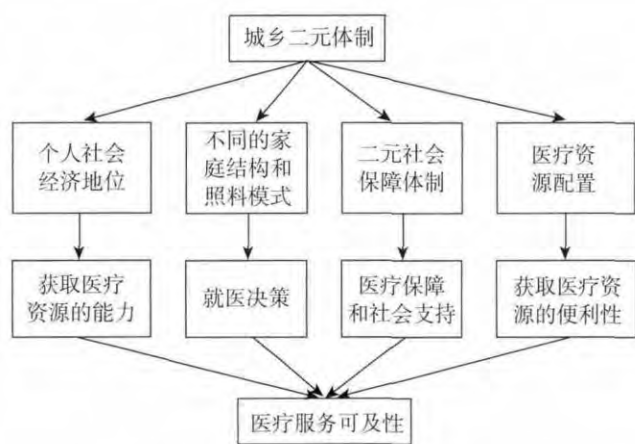 城乡二元体制
个人社会
经济地位
不同的家
庭结构和
照料模式
二元社会
保障体制
医疗资
源配置
获取医疗
资源的能力
就医决策
医疗保障
和社会支持
获取医疗资
源的便利性
医疗服务可及性